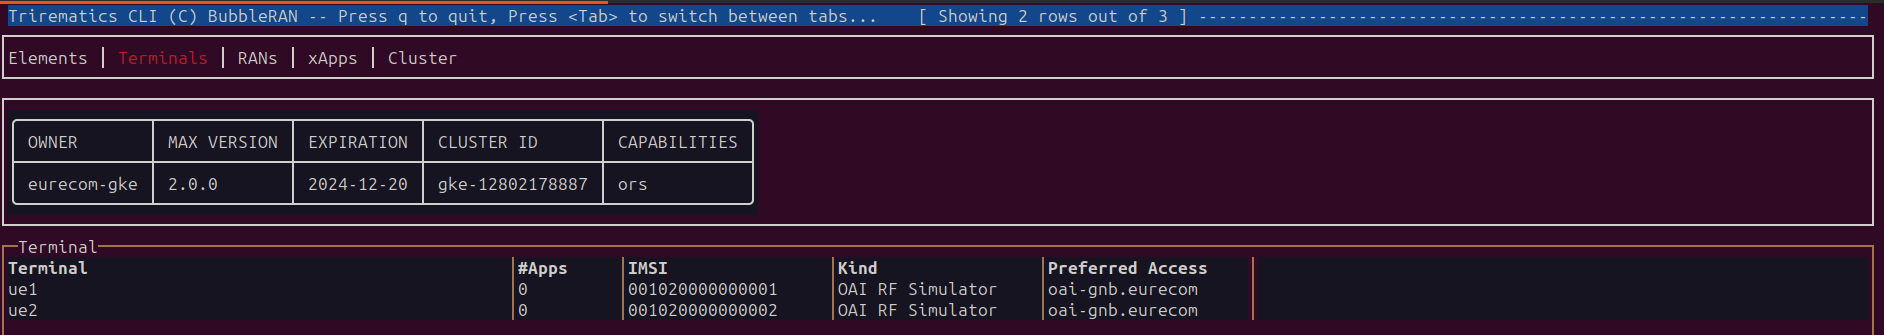 Trirematics CLI (C) BubbleRAN -- Press q to quit, Press <Tab> to switch between tabs...    [ Showing 2 rows out of 3 ] -------------------------------------------------------------------
Elements | Terminals | RANs | xApps | Cluster
OWNER MAX VERSION EXPIRATION CLUSTER ID CAPABILITIES
eurecom-gke 2.0.0 2024-12-20 gke-12802178887 ors
Terminal
Terminal #Apps IMSI Kind Preferred Access
ue1 0 001020000000001 OAI RF Simulator oai-gnb.eurecom
ue2 0 001020000000002 OAI RF Simulator oai-gnb.eurecom